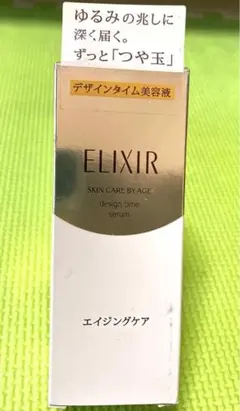 ゆるみの兆しに
深く届く。
ずっと「つや玉」
デザインタイム美容液
ELIXIR
SKIN CARE BY AGE
design time
serum
エイジングケア